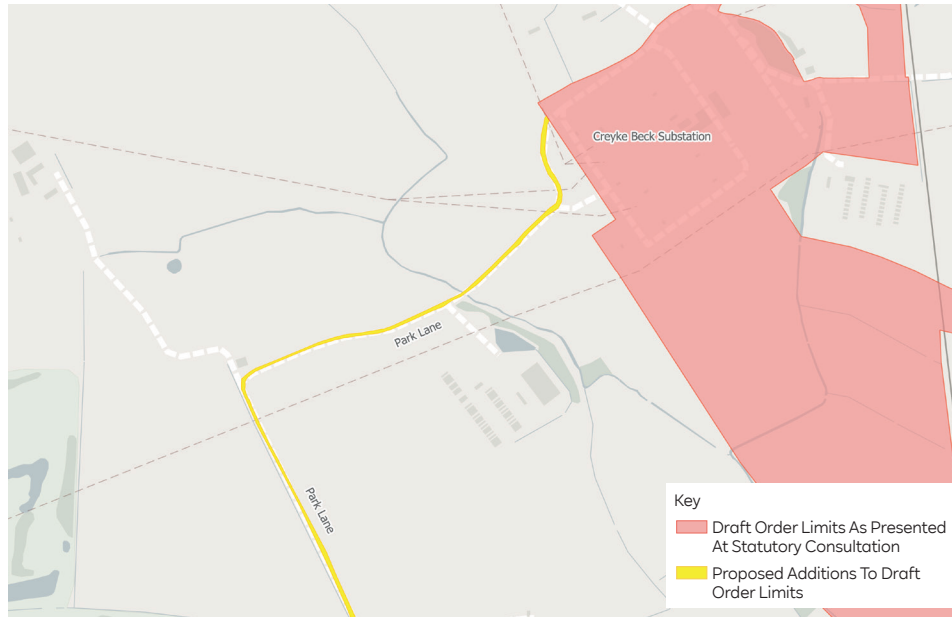 Creyke Beck Substation
Park Lane
Park Lane
Key
Draft Order Limits As Presented
At Statutory Consultation
Proposed Additions To Draft
Order Limits